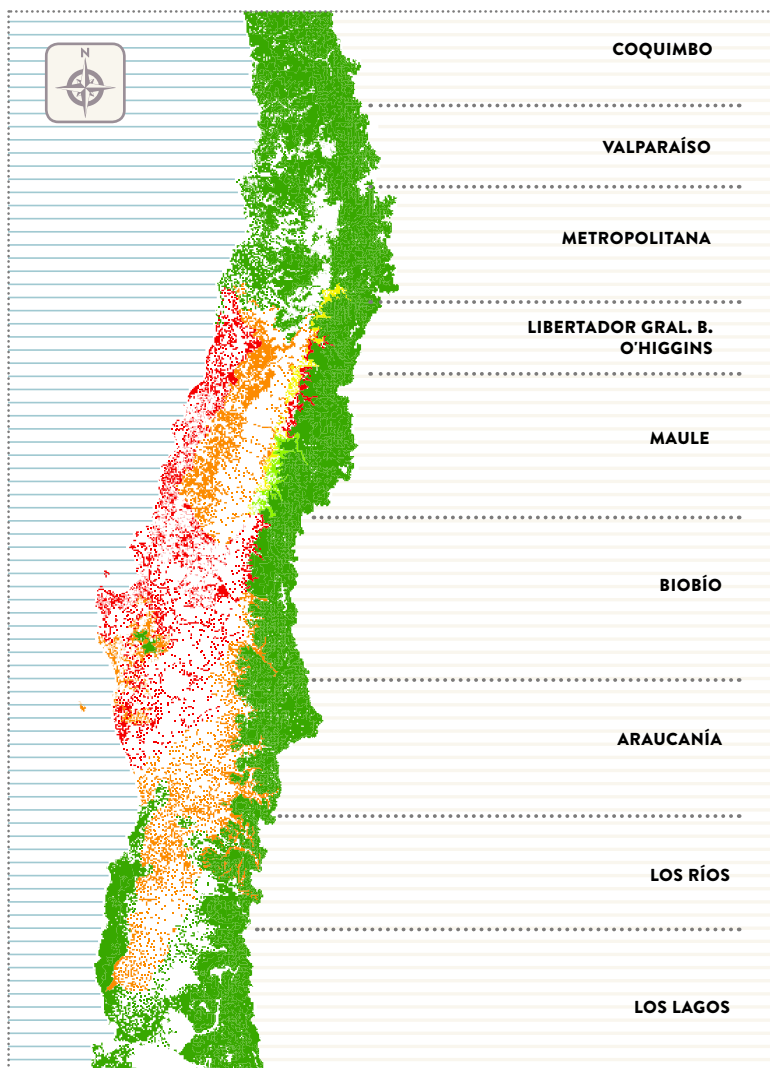 N
COQUIMBO
VALPARAÍSO
METROPOLITANA
LIBERTADOR GRAL. B.
O'HIGGINS
MAULE
BIOBÍO
ARAUCANÍA
LOS RÍOS
LOS LAGOS